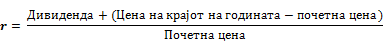 r = Дивиденда + (Цена на крајот на годината − почетна цена)
Почетна цена